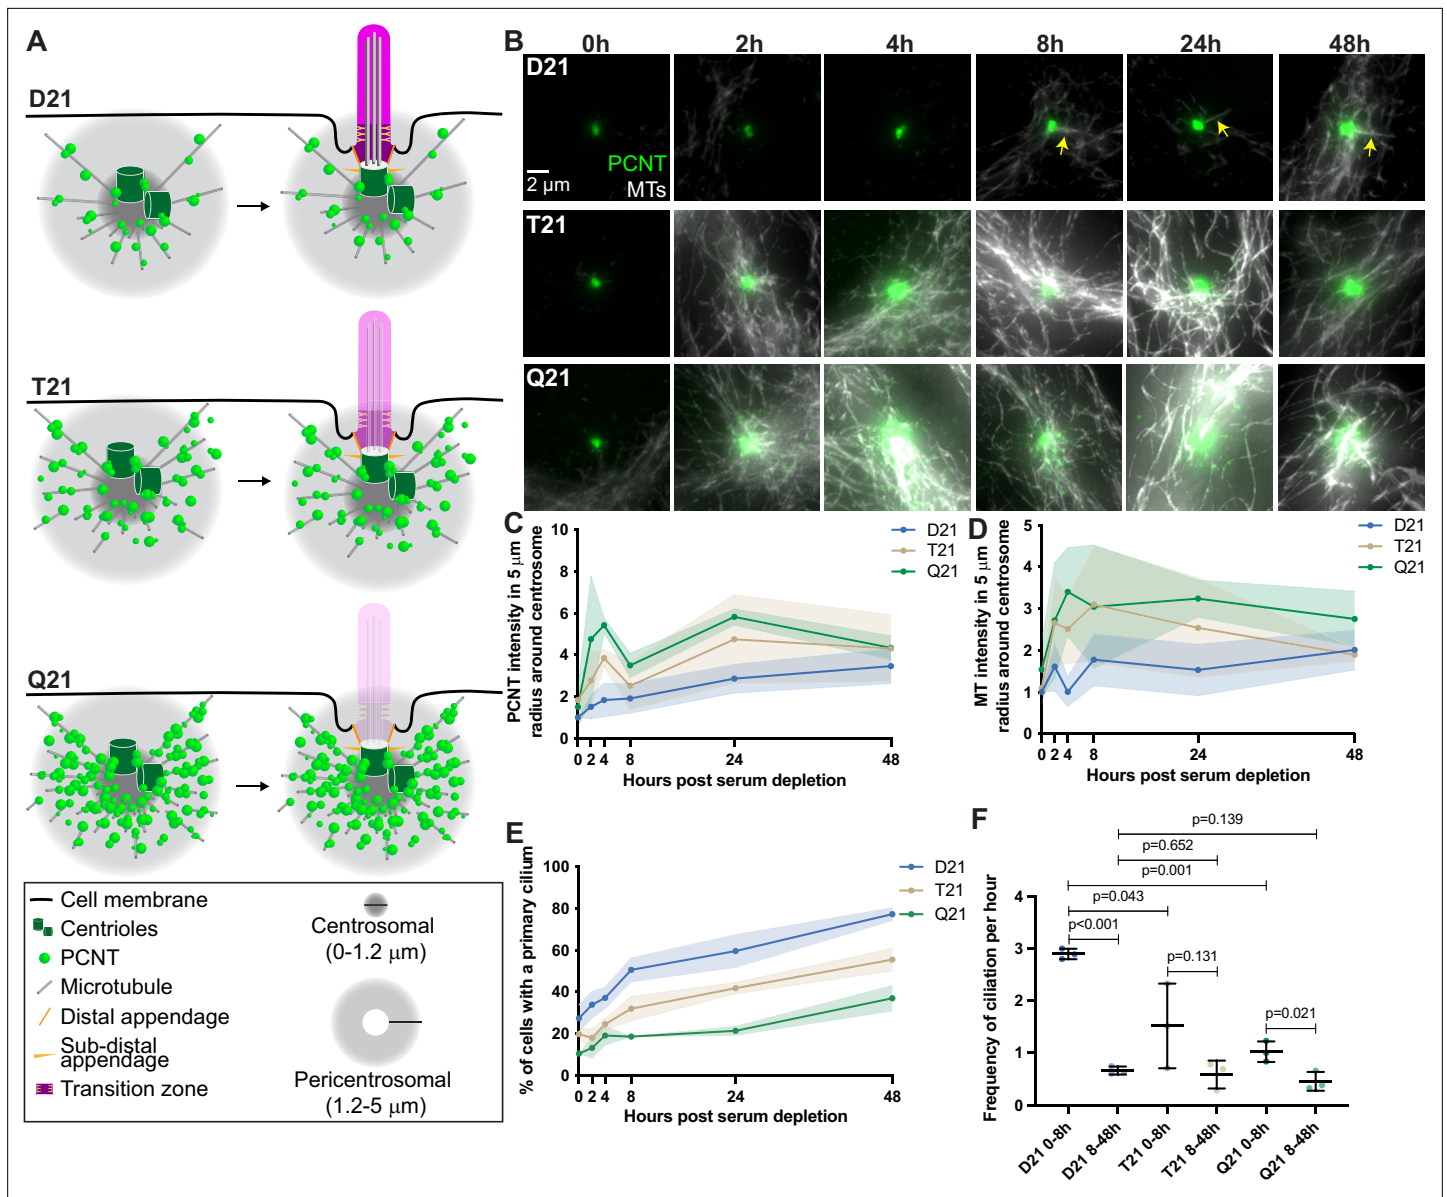 A
D21
T21
Q21
Cell membrane
Centrioles
PCNT
Microtubule
Distal appendage
Sub-distal
appendage
Transition zone
Centrosomal
(0-1.2 μm)
Pericentrosomal
(1.2-5 μm)
B
0h 2h 4h 8h 24h 48h
D21
PCNT
MTs
2 μm
T21
Q21
C
PCNT intensity in 5 μm
radius around centrosome
10
8
6
4
2
0
0 2 4 8 24 48
Hours post serum depletion
D21
T21
Q21
D
MT intensity in 5 μm
radius around centrosome
5
4
3
2
1
0
0 2 4 8 24 48
Hours post serum depletion
D21
T21
Q21
E
% of cells with a primary cilium
100
80
60
40
20
0
0 2 4 8 24 48
Hours post serum depletion
D21
T21
Q21
F
Frequency of ciliation per hour
4
3
2
1
0
p=0.139
p=0.652
p=0.001
p=0.043
p<0.001
p=0.131
p=0.021
D21 0-8h
D21 8-48h
T21 0-8h
T21 8-48h
Q21 0-8h
Q21 8-48h